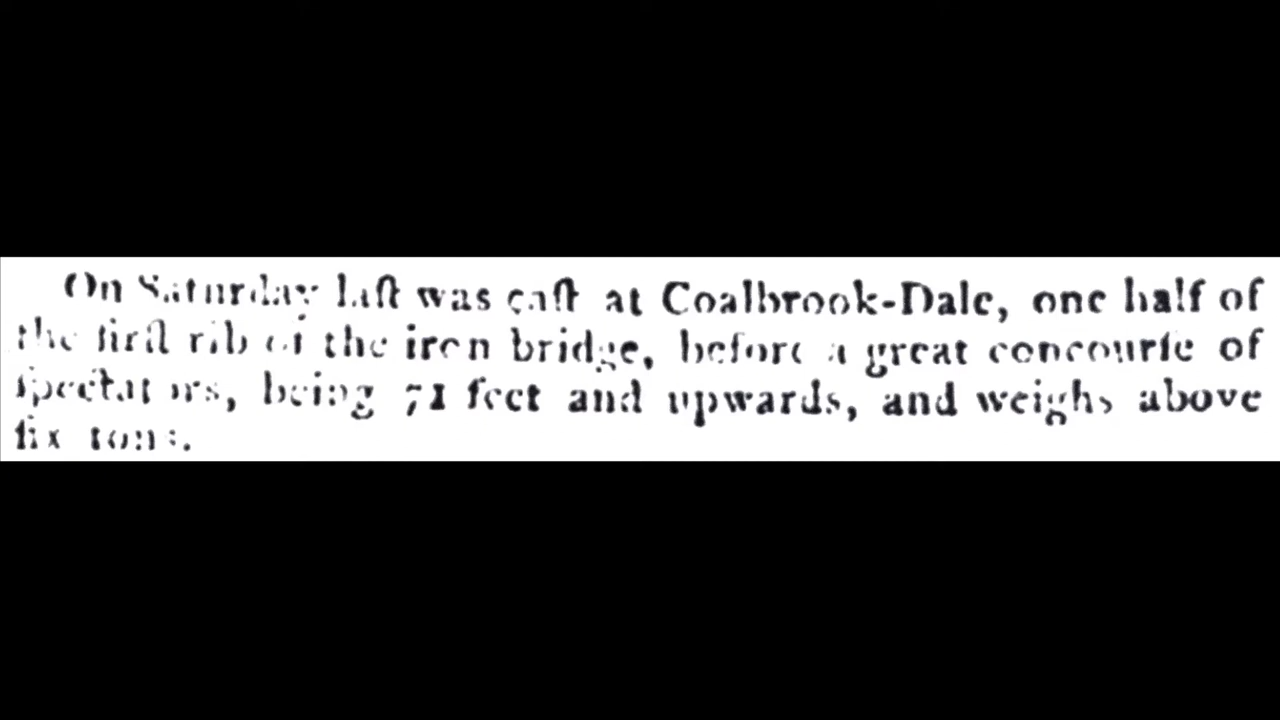 On Saturday laſt was caſt at Coalbrook-Dale, one half of
the firſt rib of the iron bridge, before a great concourſe of
ſpectators, being 71 feet and upwards, and weighs above
ſix tons.